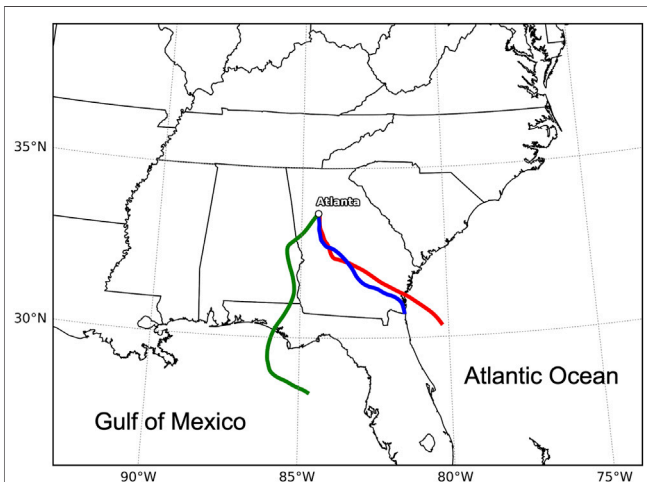 35°N
Atlanta
30°N
Atlantic Ocean
Gulf of Mexico
90°W 85°W 80°W 75°W